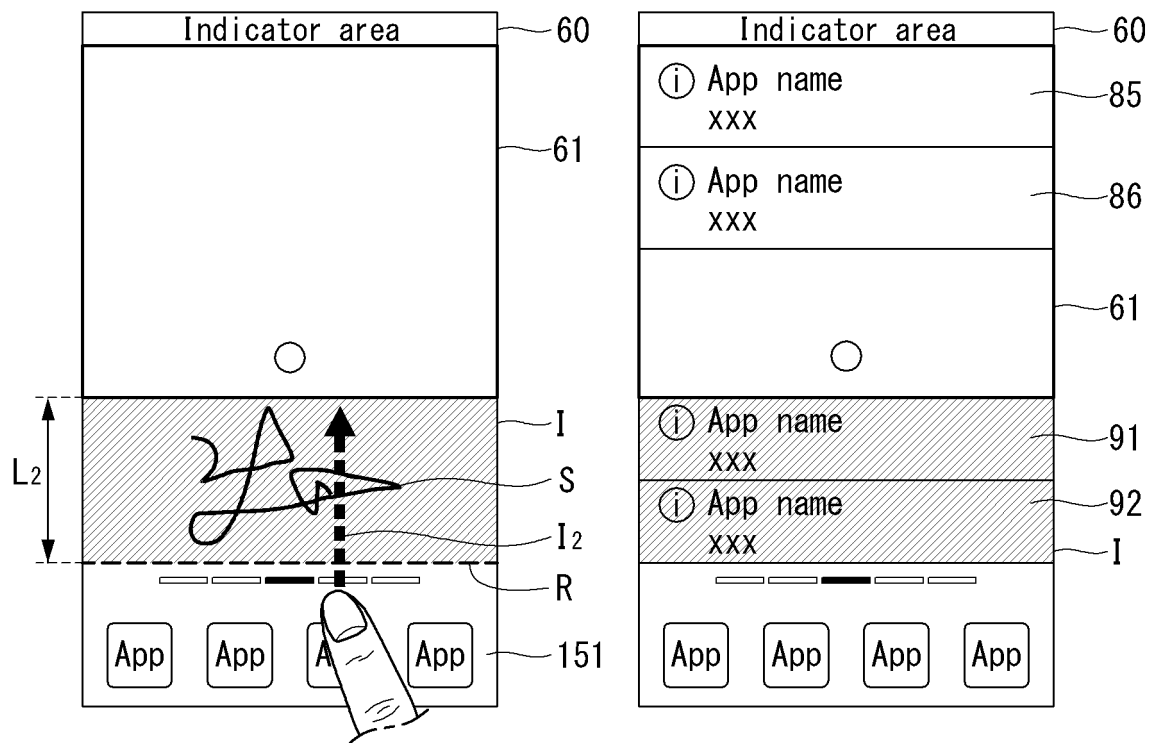 Indicator area
60
61
L2
I
S
I2
R
App App A App
151
Indicator area
60
i App name
xxx
85
i App name
xxx
86
61
i App name
xxx
91
i App name
xxx
92
I
App App App App